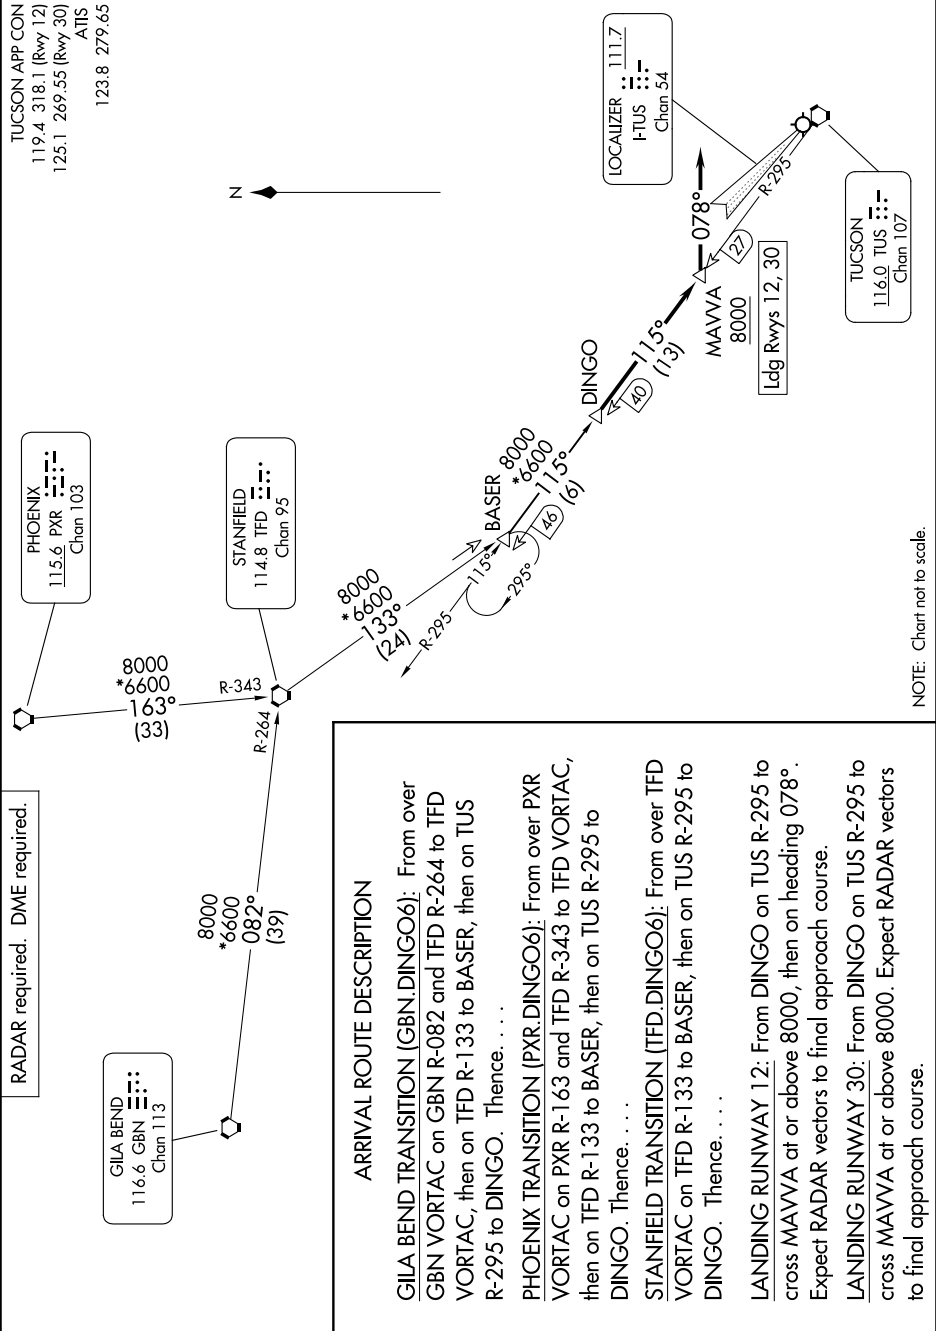 TUCSON APP CON
119.4 318.1 (Rwy 12)
125.1 269.55 (Rwy 30)
ATIS
123.8 279.65
RADAR required. DME required.
PHOENIX
115.6 PXR
Chan 103
STANFIELD
114.8 TFD
Chan 95
GILA BEND
116.6 GBN
Chan 113
LOCALIZER 111.7
I-TUS
Chan 54
TUCSON
116.0 TUS
Chan 107
N
8000
*6600
163°
(33)
R-343
R-264
8000
*6600
082°
(39)
8000
*6600
133°
(24)
R-295
115°
295°
BASER
46
8000
*6600
115°
(6)
DINGO
40
115°
(13)
MAVVA
8000
Ldg Rwys 12, 30
27
078°
R-295
ARRIVAL ROUTE DESCRIPTION
GILA BEND TRANSITION (GBN.DINGO6): From over
GBN VORTAC on GBN R-082 and TFD R-264 to TFD
VORTAC, then on TFD R-133 to BASER, then on TUS
R-295 to DINGO. Thence. . . .
PHOENIX TRANSITION (PXR.DINGO6): From over PXR
VORTAC on PXR R-163 and TFD R-343 to TFD VORTAC,
then on TFD R-133 to BASER, then on TUS R-295 to
DINGO. Thence. . . .
STANFIELD TRANSITION (TFD.DINGO6): From over TFD
VORTAC on TFD R-133 to BASER, then on TUS R-295 to
DINGO. Thence. . . .
LANDING RUNWAY 12: From DINGO on TUS R-295 to
cross MAVVA at or above 8000, then on heading 078°.
Expect RADAR vectors to final approach course.
LANDING RUNWAY 30: From DINGO on TUS R-295 to
cross MAVVA at or above 8000. Expect RADAR vectors
to final approach course.
NOTE: Chart not to scale.